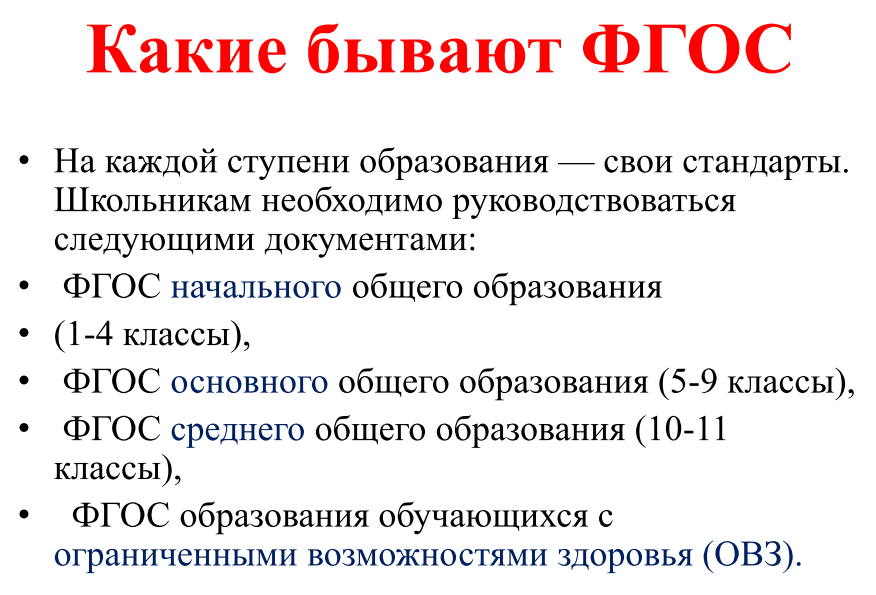 Какие бывают ФГОС
• На каждой ступени образования — свои стандарты.
Школьникам необходимо руководствоваться
следующими документами:
• ФГОС начального общего образования
• (1-4 классы),
• ФГОС основного общего образования (5-9 классы),
• ФГОС среднего общего образования (10-11
классы),
• ФГОС образования обучающихся с
ограниченными возможностями здоровья (ОВЗ).